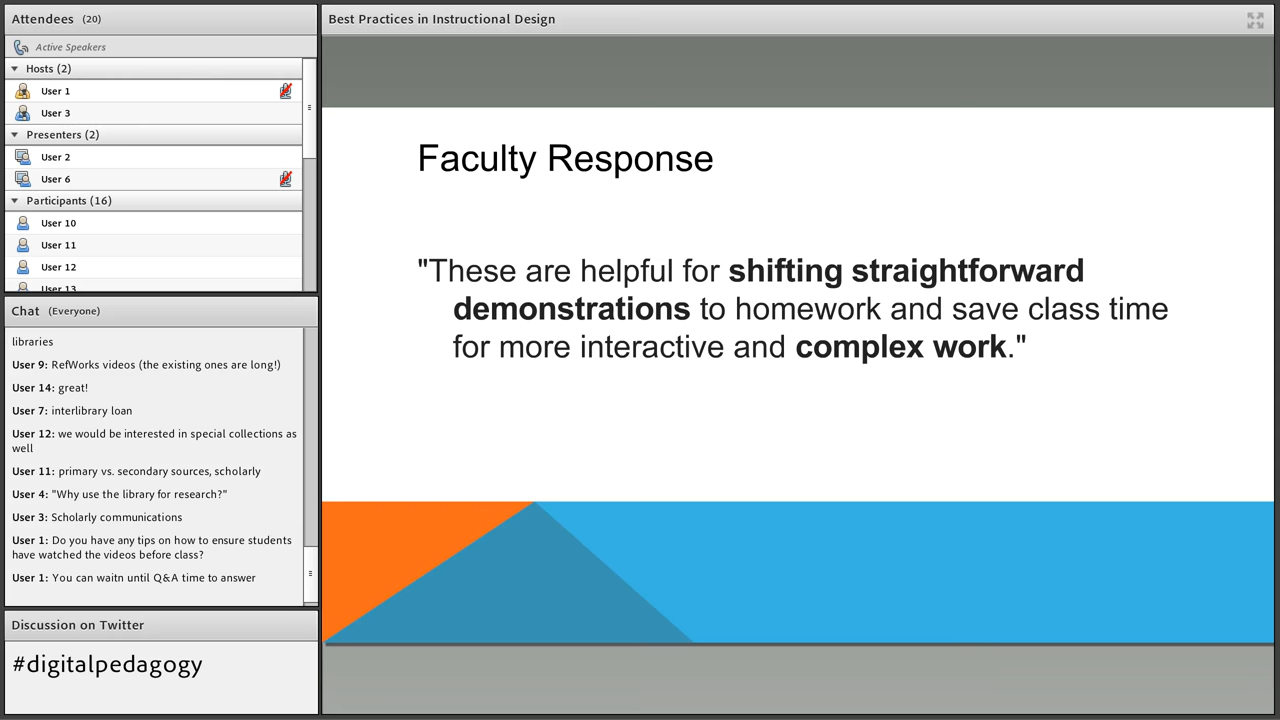 Attendees (20)
Active Speakers
Hosts (2)
User 1
User 3
Presenters (2)
User 2
User 6
Participants (16)
User 10
User 11
User 12
User 13
Chat (Everyone)
libraries
User 9: RefWorks videos (the existing ones are long!)
User 14: great!
User 7: interlibrary loan
User 12: we would be interested in special collections as
well
User 11: primary vs. secondary sources, scholarly
User 4: "Why use the library for research?"
User 3: Scholarly communications
User 1: Do you have any tips on how to ensure students
have watched the videos before class?
User 1: You can waitn until Q&A time to answer
Discussion on Twitter
#digitalpedagogy
Best Practices in Instructional Design
Faculty Response
"These are helpful for shifting straightforward
demonstrations to homework and save class time
for more interactive and complex work."